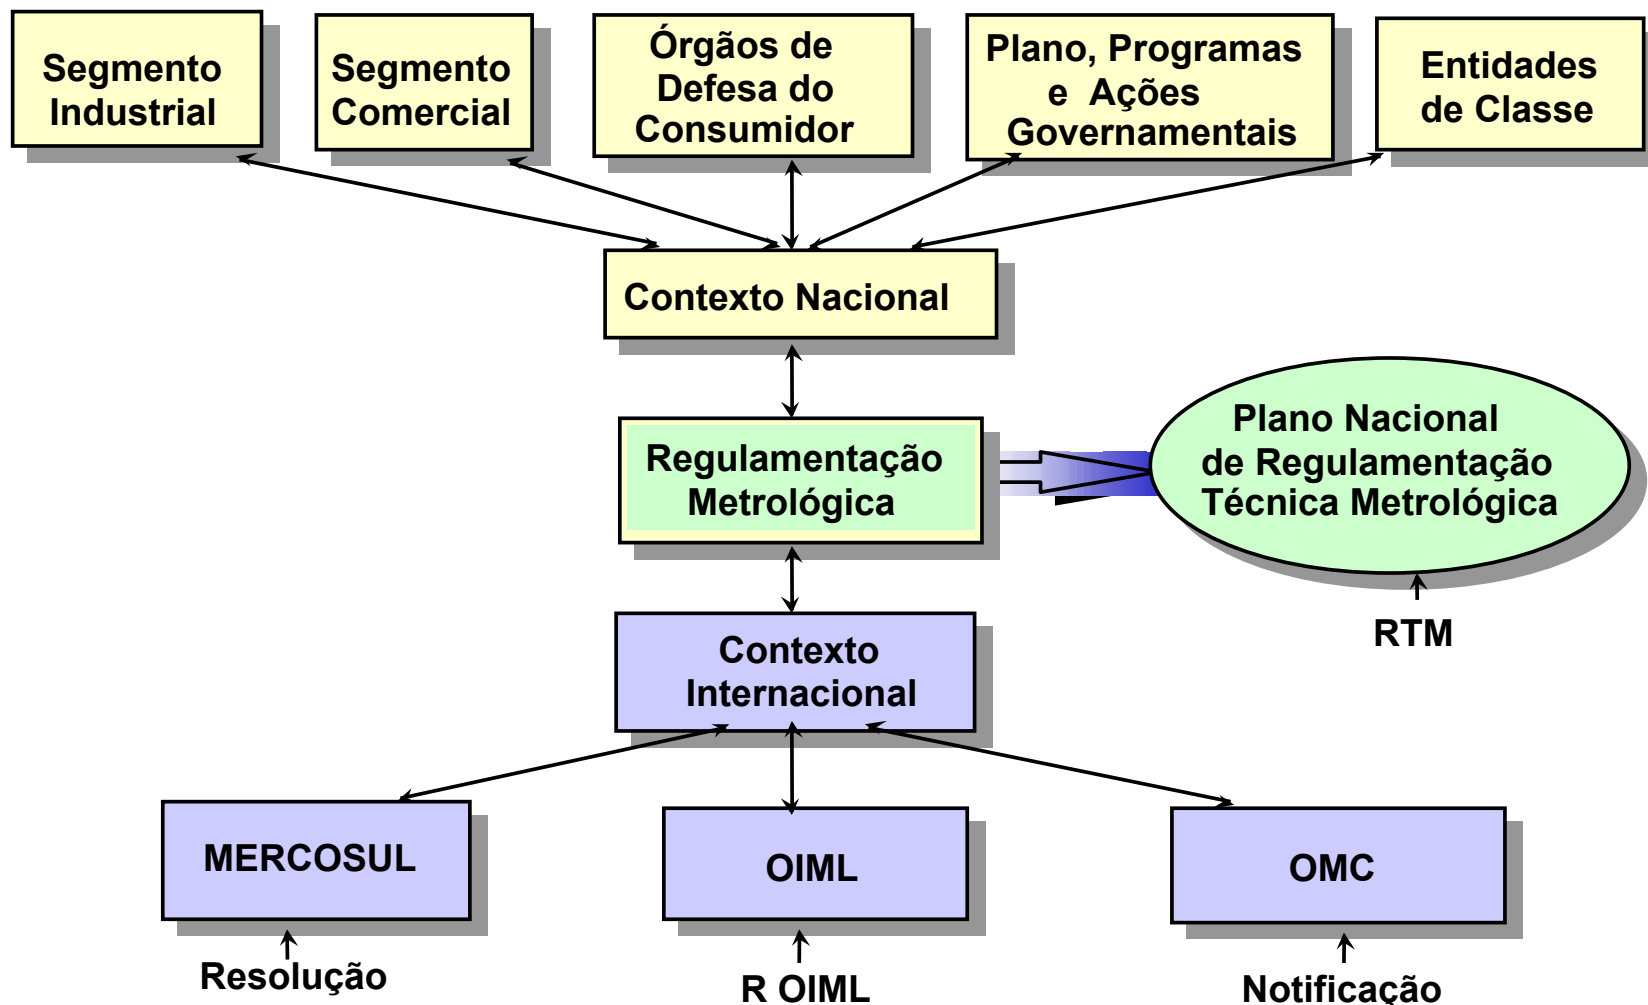 Segmento
Industrial
Segmento
Comercial
Órgãos de
Defesa do
Consumidor
Plano, Programas
e Ações
Governamentais
Entidades
de Classe
Contexto Nacional
Regulamentação
Metrológica
Plano Nacional
de Regulamentação
Técnica Metrológica
RTM
Contexto
Internacional
MERCOSUL
OIML
OMC
Resolução
R OIML
Notificação